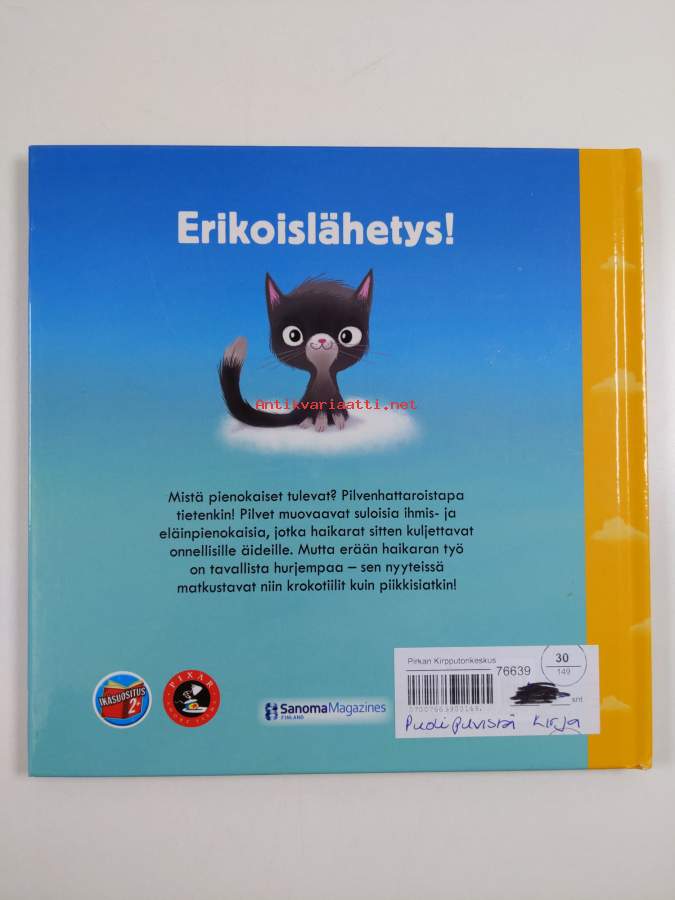 Erikoislähetys!
Antikvariaatti.net
Mistä pienokaiset tulevat? Pilvenhattaroistapa
tietenkin! Pilvet muovaavat suloisia ihmis- ja
eläinpienokaisia, jotka haikarat sitten kuljettavat
onnellisille äideille. Mutta erään haikaran työ
on tavallista hurjempaa – sen nyyteissä
matkustavat niin krokotiilit kuin piikkisiatkin!
IKÄSUOSITUS
2+
PIXAR
SanomaMagazines
FINLAND
Pirkan Kirpputorikeskus
76639
30
149
snt
kirja